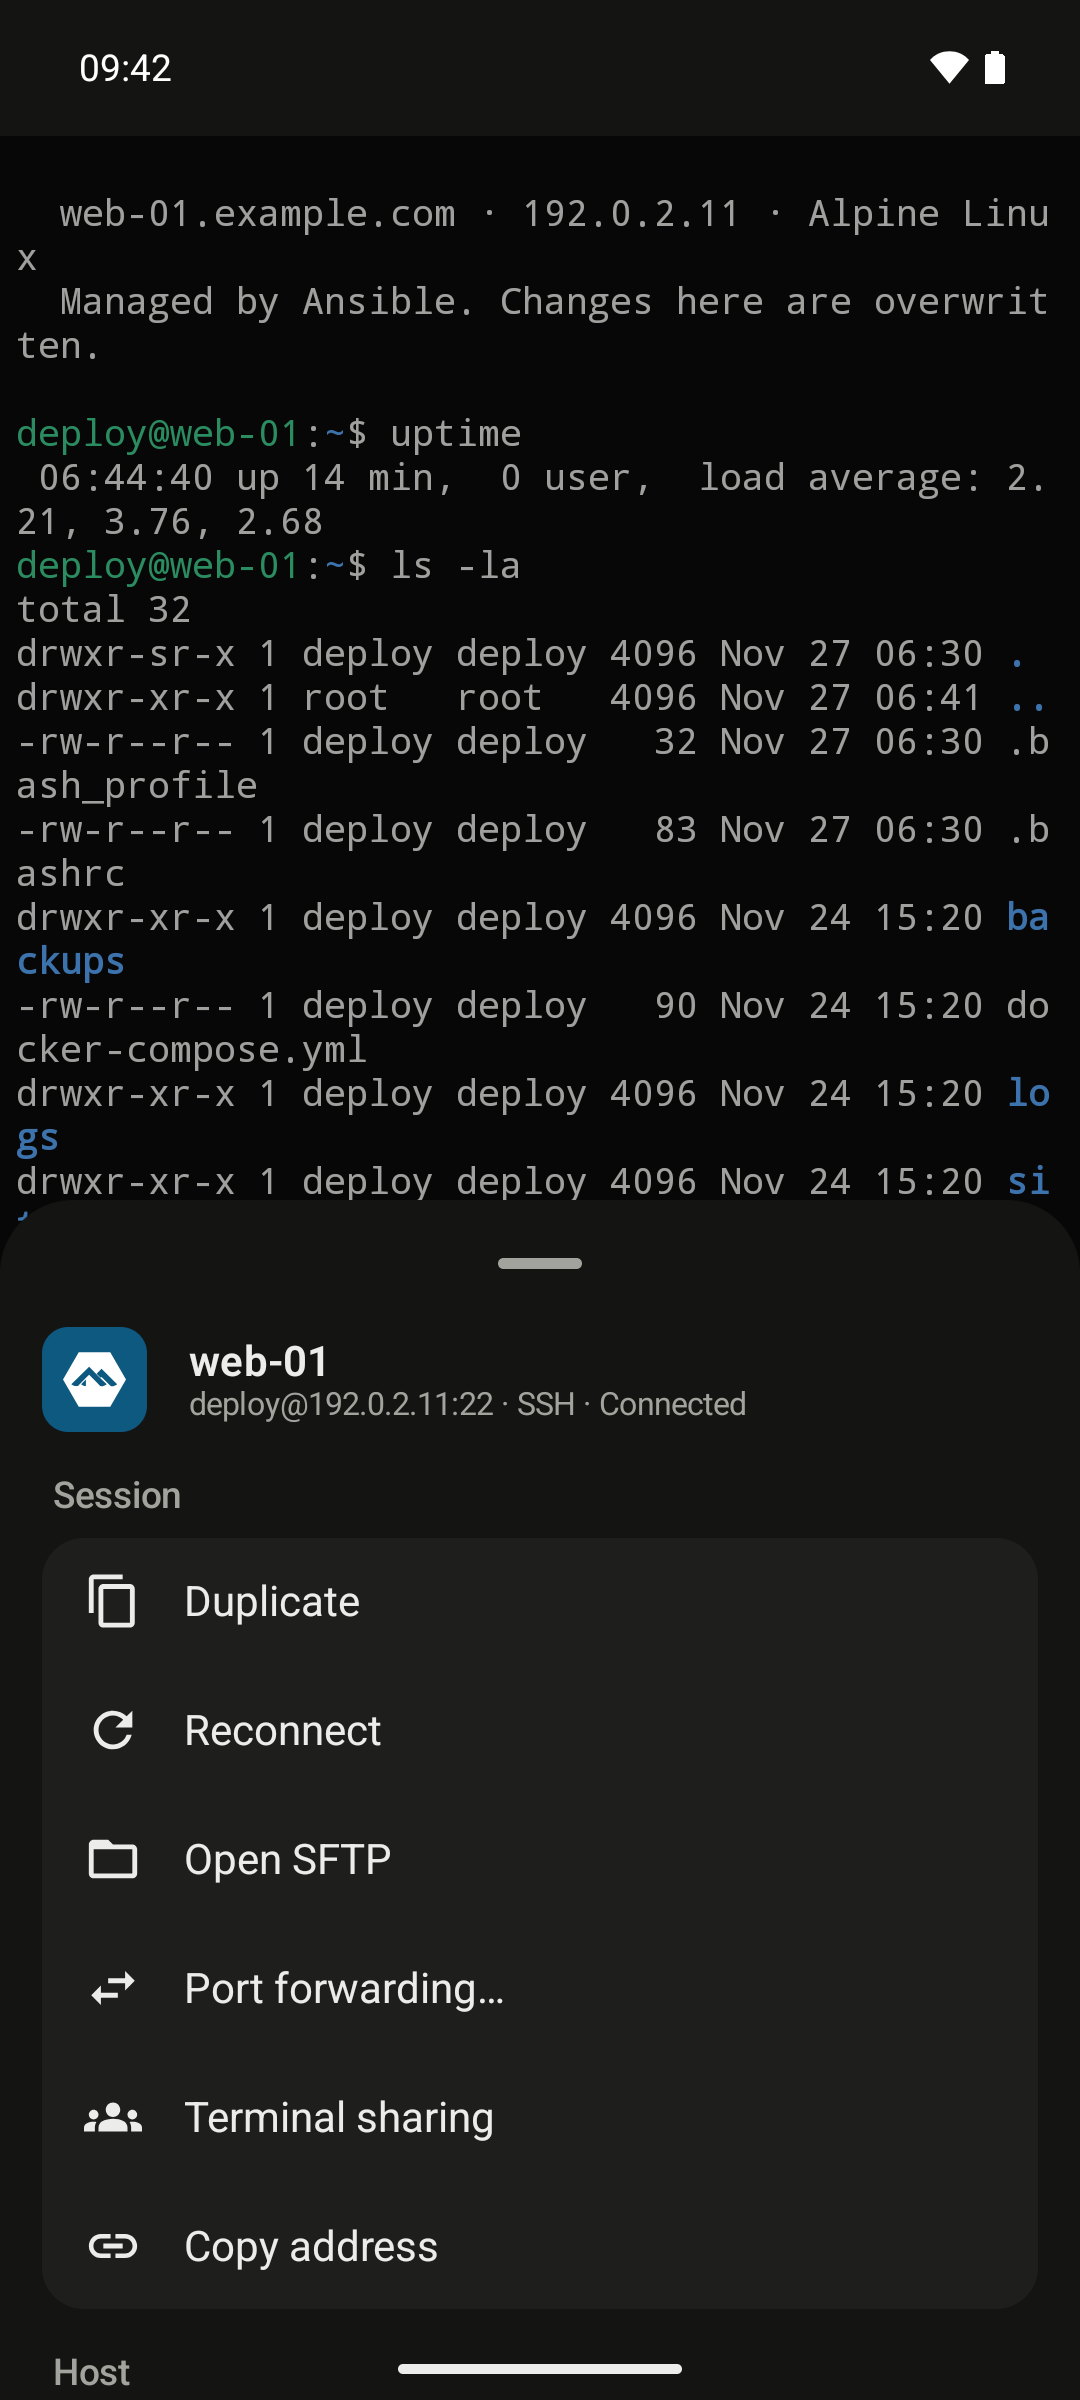 09:42
web-01.example.com · 192.0.2.11 · Alpine Linu
x
Managed by Ansible. Changes here are overwrit
ten.
deploy@web-01:~$ uptime
06:44:40 up 14 min,  0 user,  load average: 2.
21, 3.76, 2.68
deploy@web-01:~$ ls -la
total 32
drwxr-sr-x 1 deploy deploy 4096 Nov 27 06:30 .
drwxr-xr-x 1 root   root   4096 Nov 27 06:41 ..
-rw-r--r-- 1 deploy deploy   32 Nov 27 06:30 .b
ash_profile
-rw-r--r-- 1 deploy deploy   83 Nov 27 06:30 .b
ashrc
drwxr-xr-x 1 deploy deploy 4096 Nov 24 15:20 ba
ckups
-rw-r--r-- 1 deploy deploy   90 Nov 24 15:20 do
cker-compose.yml
drwxr-xr-x 1 deploy deploy 4096 Nov 24 15:20 lo
gs
drwxr-xr-x 1 deploy deploy 4096 Nov 24 15:20 si
web-01
deploy@192.0.2.11:22 · SSH · Connected
Session
Duplicate
Reconnect
Open SFTP
Port forwarding…
Terminal sharing
Copy address
Host